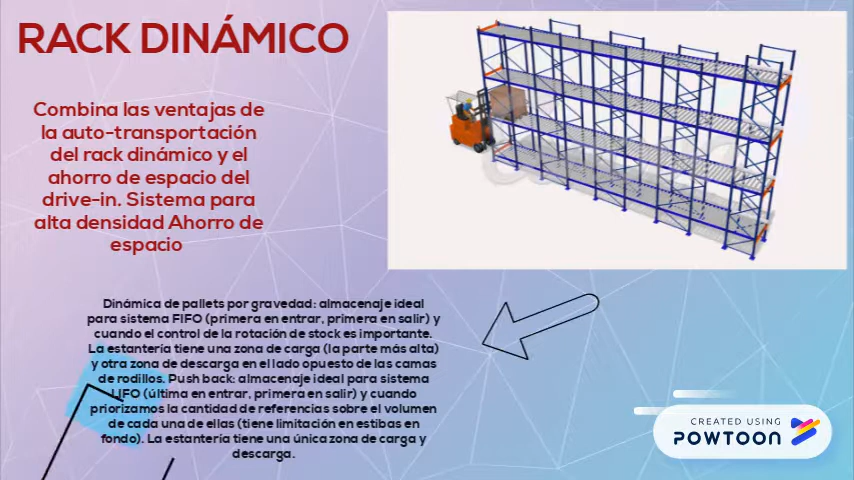 RACK DINÁMICO
Combina las ventajas de
la auto-transportación
del rack dinámico y el
ahorro de espacio del
drive-in. Sistema para
alta densidad Ahorro de
espacio
Dinámica de pallets por gravedad: almacenaje ideal
para sistema FIFO (primera en entrar, primera en salir) y
cuando el control de la rotación de stock es importante.
La estantería tiene una zona de carga (la parte más alta)
y otra zona de descarga en el lado opuesto de las camas
de rodillos. Push back: almacenaje ideal para sistema
LIFO (última en entrar, primera en salir) y cuando
priorizamos la cantidad de referencias sobre el volumen
de cada una de ellas (tiene limitación en estibas en
fondo). La estantería tiene una única zona de carga y
descarga.
CREATED USING
POWTOON